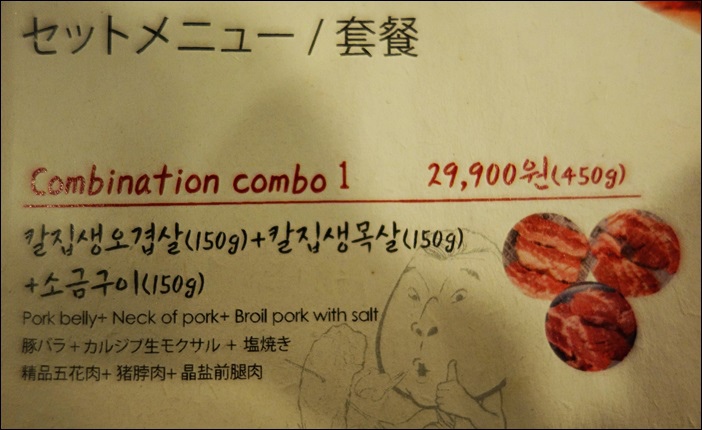 セットメニュー / 套餐
Combination combo 1 29,900원(450g)
칼집생오겹살(150g)+칼집생목살(150g)
+소금구이(150g)
Pork belly+ Neck of pork+ Broil pork with salt
豚バラ + カルジプ生モクサル + 塩焼き
精品五花肉+ 猪脖肉+ 晶盐前腿肉